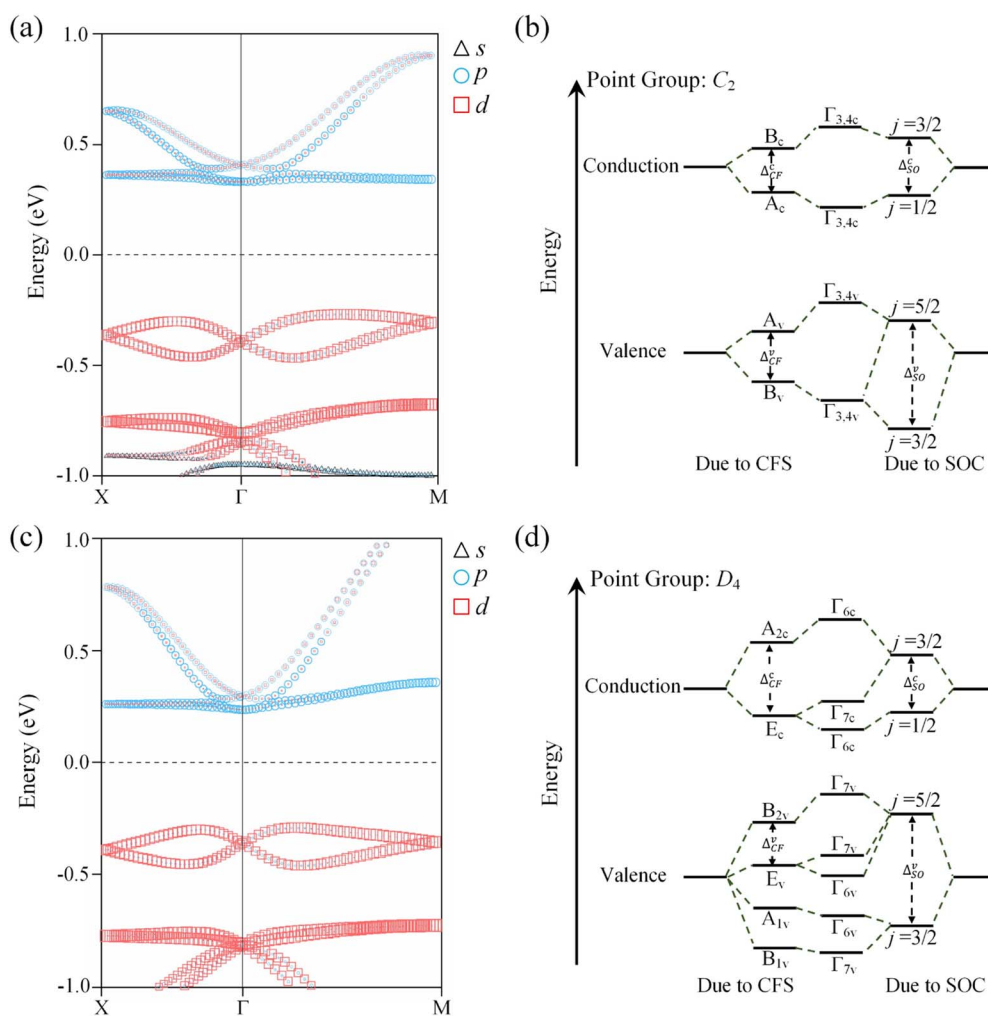 (a)
1.0
0.5
0.0
-0.5
-1.0
Energy (eV)
X
Γ
M
s
p
d
(b)
Point Group: C₂
Energy
Conduction
B_c
Δ^c_CF
A_c
Γ_3,4c
Γ_3,4c
j =3/2
Δ^c_SO
j =1/2
Valence
A_v
Δ^v_CF
B_v
Γ_3,4v
Γ_3,4v
j =5/2
Δ^v_SO
j =3/2
Due to CFS
Due to SOC
(c)
1.0
0.5
0.0
-0.5
-1.0
Energy (eV)
X
Γ
M
s
p
d
(d)
Point Group: D₄
Energy
Conduction
A_2c
Δ^c_CF
E_c
Γ_6c
Γ_7c
Γ_6c
j =3/2
Δ^c_SO
j =1/2
Valence
B_2v
Δ^v_CF
E_v
A_1v
B_1v
Γ_7v
Γ_7v
Γ_6v
Γ_6v
Γ_7v
j =5/2
Δ^v_SO
j =3/2
Due to CFS
Due to SOC